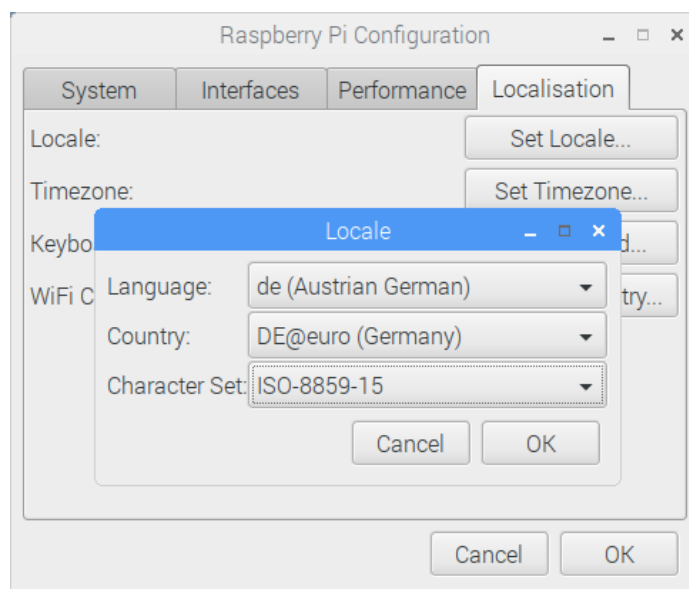 Raspberry Pi Configuration
System Interfaces Performance Localisation
Locale: Set Locale...
Timezone: Set Timezone...
Locale
Language: de (Austrian German)
Country: DE@euro (Germany)
Character Set: ISO-8859-15
Cancel OK
Cancel OK